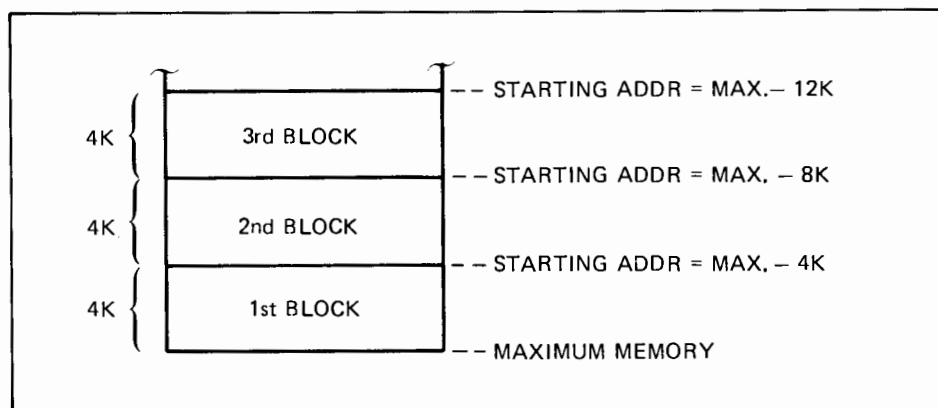 -- STARTING ADDR = MAX.- 12K
4K { 3rd BLOCK
-- STARTING ADDR = MAX. - 8K
4K { 2nd BLOCK
-- STARTING ADDR = MAX. - 4K
4K { 1st BLOCK
-- MAXIMUM MEMORY